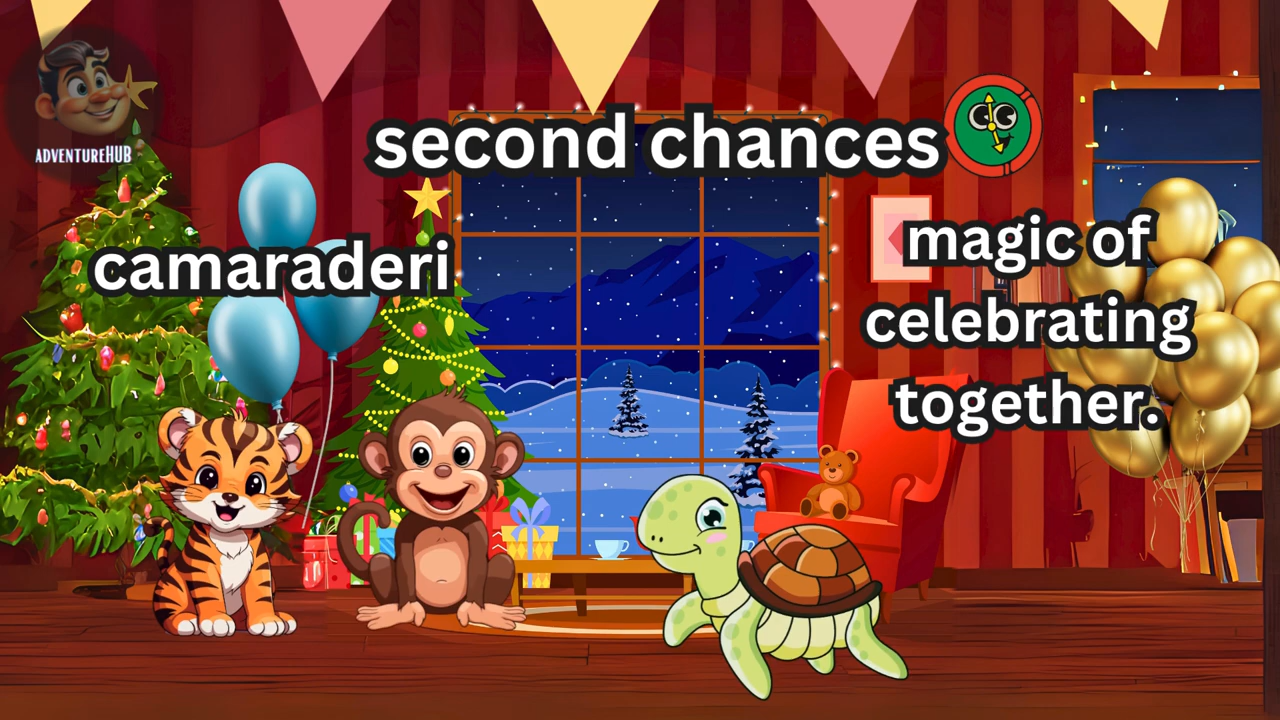 second chances
ADVENTUREHUB
camaraderi
magic of
celebrating
together.